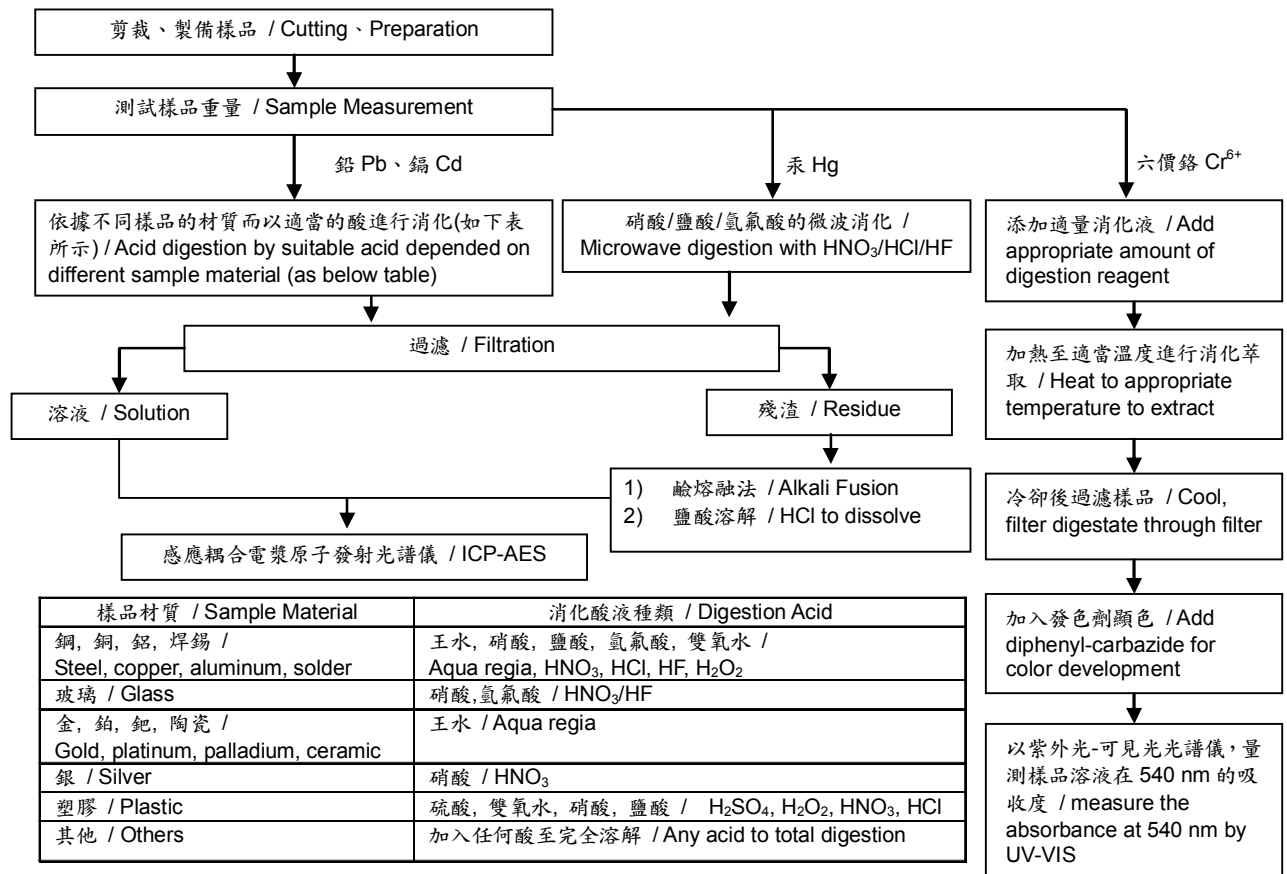 剪裁、製備樣品 / Cutting、Preparation
測試樣品重量 / Sample Measurement
鉛 Pb、鎘 Cd
汞 Hg
六價鉻 Cr⁶⁺
依據不同樣品的材質而以適當的酸進行消化(如下表
所示) / Acid digestion by suitable acid depended on
different sample material (as below table)
硝酸/鹽酸/氫氟酸的微波消化 /
Microwave digestion with HNO₃/HCl/HF
添加適量消化液 / Add
appropriate amount of
digestion reagent
過濾 / Filtration
加熱至適當溫度進行消化萃
取 / Heat to appropriate
temperature to extract
溶液 / Solution
殘渣 / Residue
1) 鹼熔融法 / Alkali Fusion
2) 鹽酸溶解 / HCl to dissolve
冷卻後過濾樣品 / Cool,
filter digestate through filter
感應耦合電漿原子發射光譜儀 / ICP-AES
加入發色劑顯色 / Add
diphenyl-carbazide for
color development
以紫外光-可見光光譜儀，量
測樣品溶液在 540 nm 的吸
收度 / measure the
absorbance at 540 nm by
UV-VIS
樣品材質 / Sample Material
消化酸液種類 / Digestion Acid
鋼, 銅, 鋁, 焊錫 /
Steel, copper, aluminum, solder
王水, 硝酸, 鹽酸, 氫氟酸, 雙氧水 /
Aqua regia, HNO₃, HCl, HF, H₂O₂
玻璃 / Glass
硝酸,氫氟酸 / HNO₃/HF
金, 鉑, 鈀, 陶瓷 /
Gold, platinum, palladium, ceramic
王水 / Aqua regia
銀 / Silver
硝酸 / HNO₃
塑膠 / Plastic
硫酸, 雙氧水, 硝酸, 鹽酸 / H₂SO₄, H₂O₂, HNO₃, HCl
其他 / Others
加入任何酸至完全溶解 / Any acid to total digestion